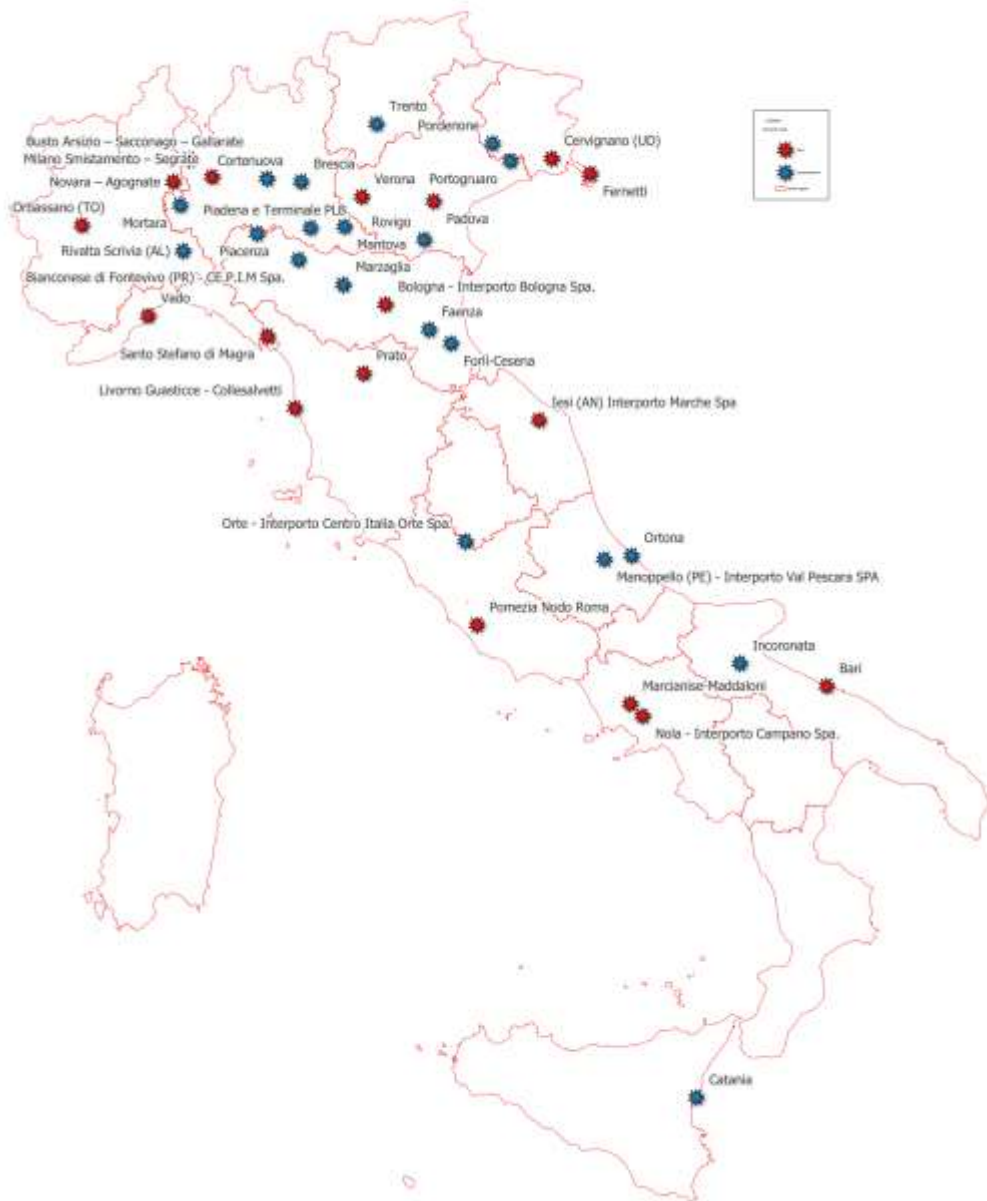 Trento
Pordenone
Busto Arsizio – Sacconago – Gallarate
Cervignano (UD)
Milano Smistamento – Segrate
Cortenuova
Brescia
Novara – Agognate
Verona
Portogruaro
Fernetti
Orbassano (TO)
Mortara
Piadena e Terminale PLB
Rovigo
Padova
Rivalta Scrivia (AL)
Piacenza
Mantova
Bianconese di Fontevivo (PR) - CE.P.I.M Spa.
Marzaglia
Bologna - Interporto Bologna Spa.
Vado
Faenza
Santo Stefano di Magra
Prato
Forlì-Cesena
Livorno Guasticce - Collesalvetti
Iesi (AN) Interporto Marche Spa
Orte - Interporto Centro Italia Orte Spa.
Ortona
Manoppello (PE) - Interporto Val Pescara SPA
Pomezia Nodo Roma
Incoronata
Bari
Marcianise-Maddaloni
Nola - Interporto Campano Spa.
Catania